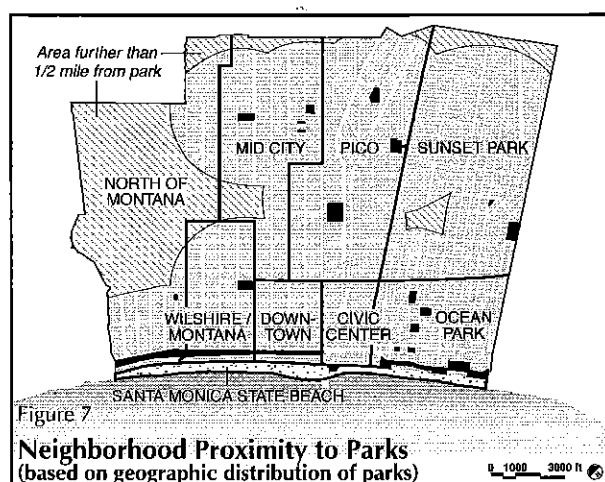 Area further than
1/2 mile from park
MID CITY
PICO
SUNSET PARK
NORTH OF
MONTANA
WILSHIRE/
MONTANA
DOWN-
TOWN
CIVIC
CENTER
OCEAN
PARK
SANTA MONICA STATE BEACH
Figure 7
Neighborhood Proximity to Parks
(based on geographic distribution of parks)
0 1000 3000 ft